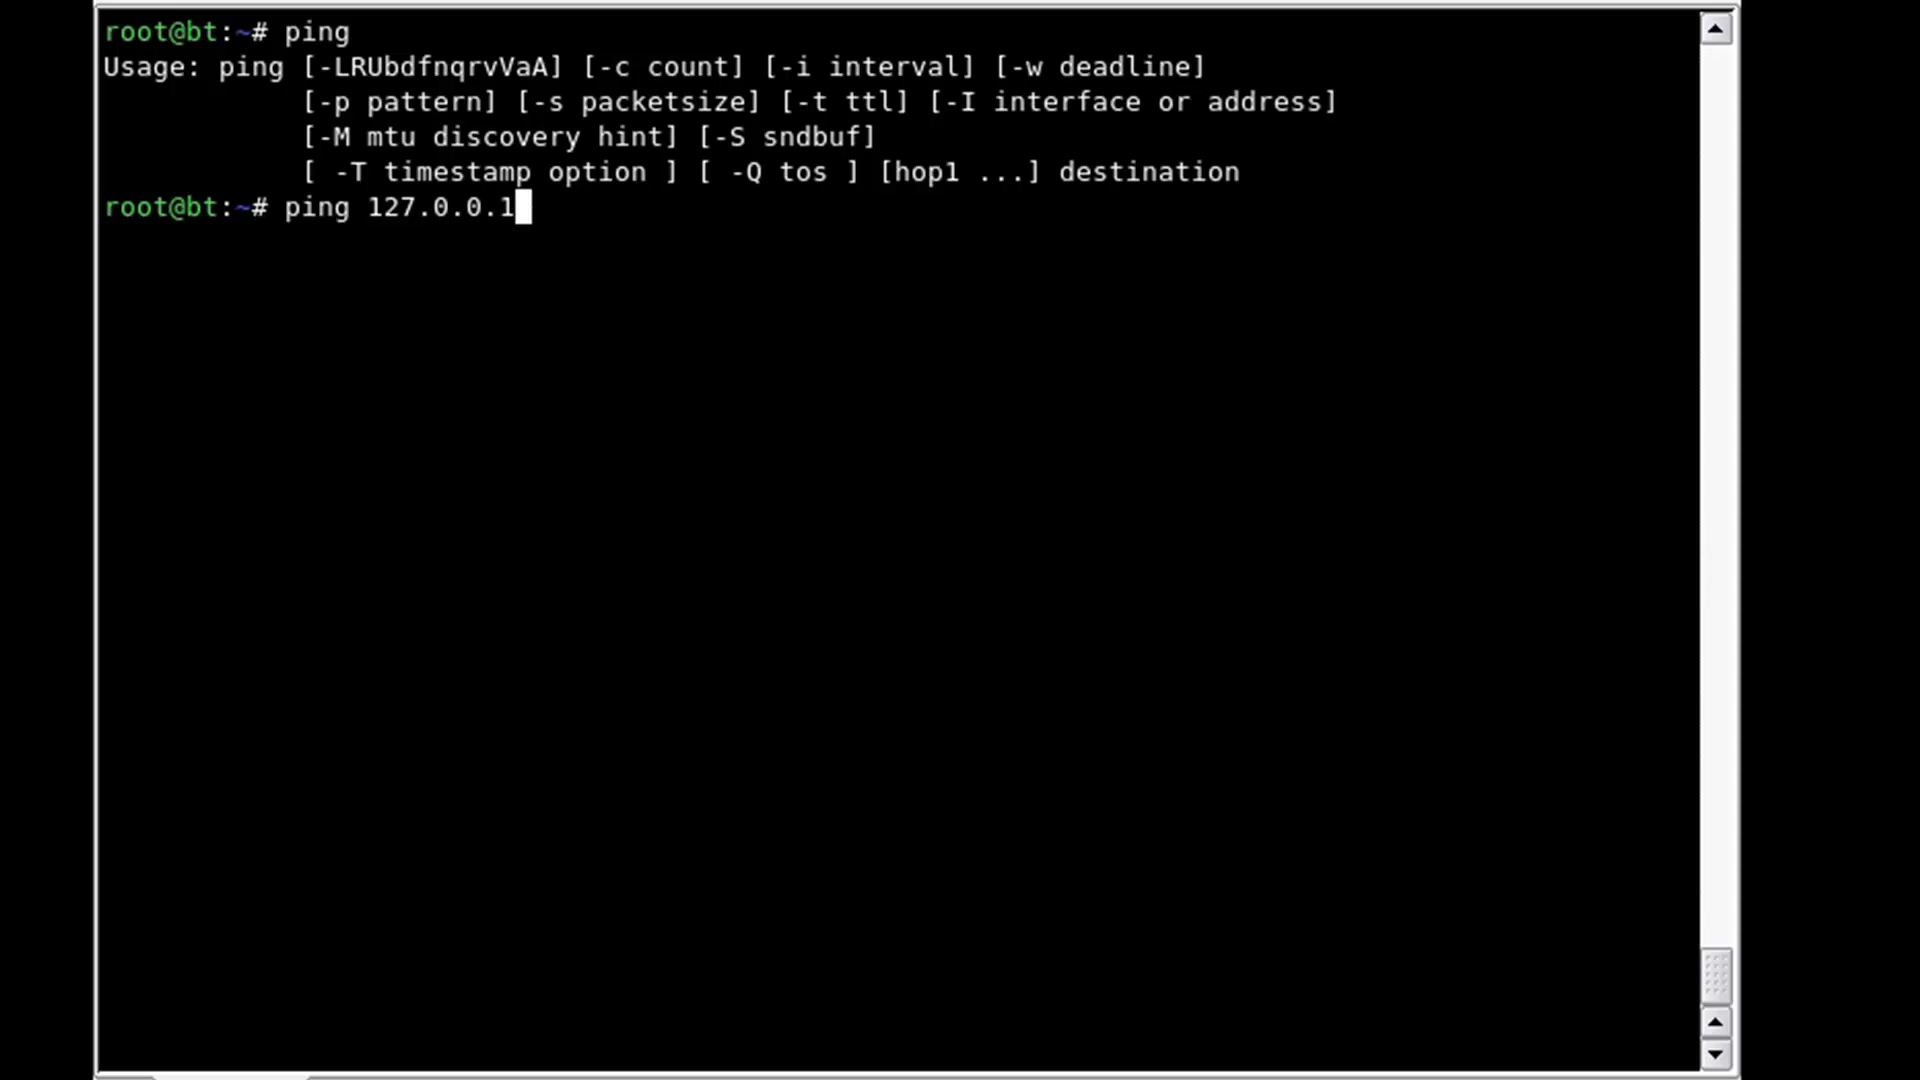 root@bt:~# ping
Usage: ping [-LRUbdfnqrvVaA] [-c count] [-i interval] [-w deadline]
[-p pattern] [-s packetsize] [-t ttl] [-I interface or address]
[-M mtu discovery hint] [-S sndbuf]
[ -T timestamp option ] [ -Q tos ] [hop1 ...] destination
root@bt:~# ping 127.0.0.1